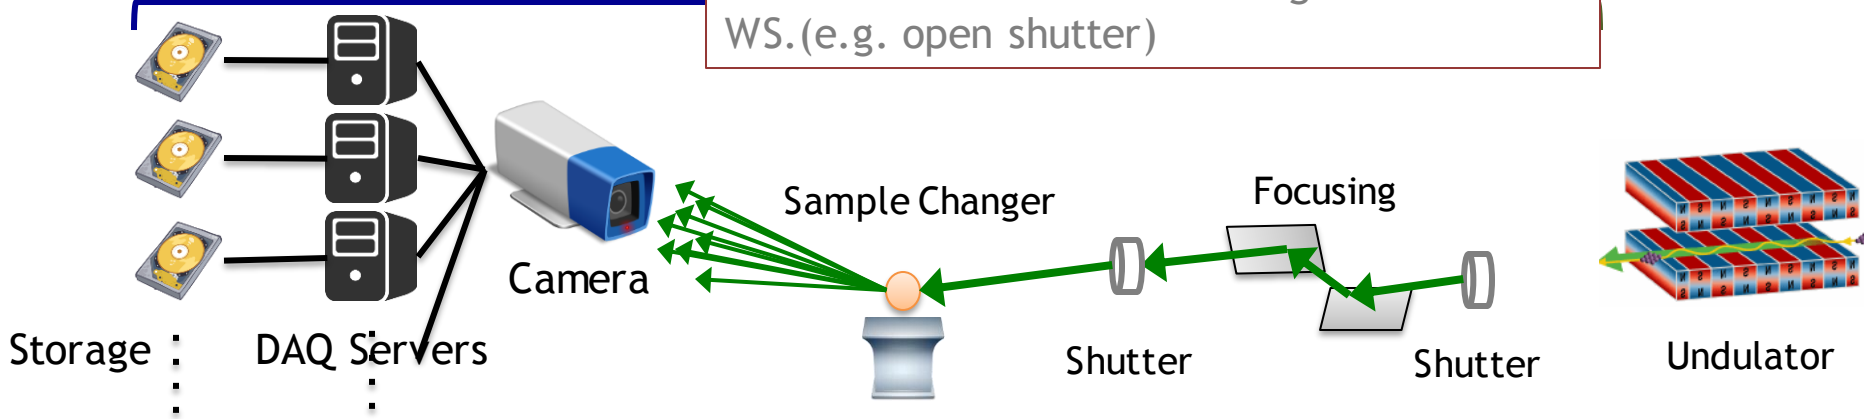 WS.(e.g. open shutter)
Sample Changer
Focusing
Camera
Storage
DAQ Servers
Shutter
Shutter
Undulator